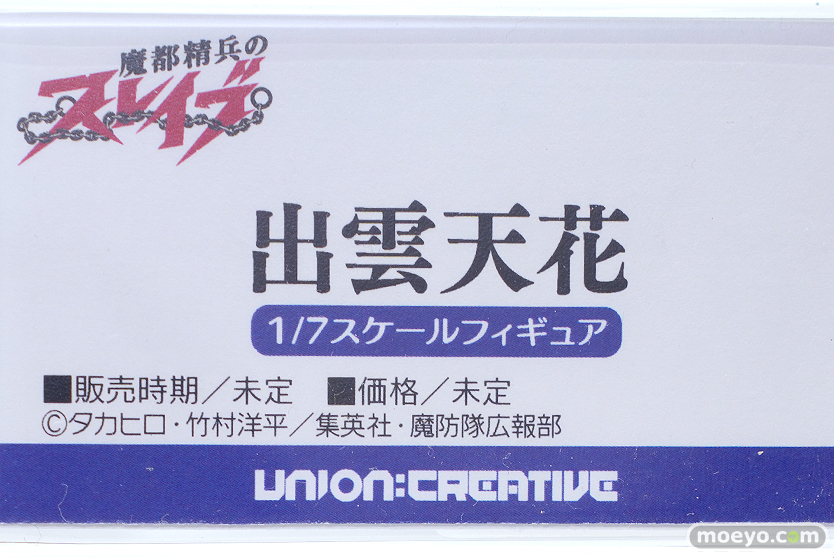 魔都精兵の
スレイブ
出雲天花
1/7スケールフィギュア
■販売時期／未定 ■価格／未定
©タカヒロ・竹村洋平／集英社・魔防隊広報部
UNION:CREATIVE
moeyo.com